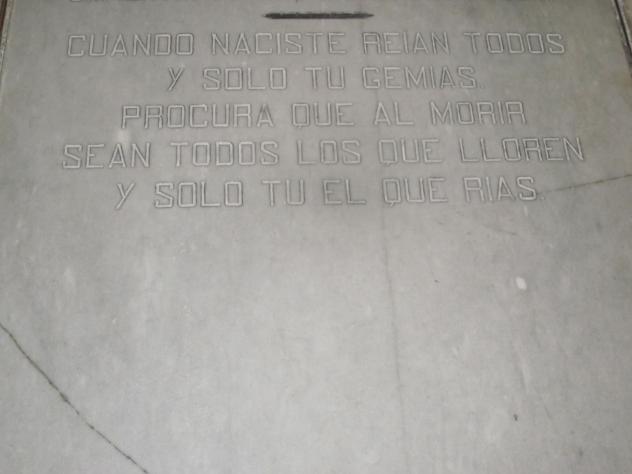 CUANDO NACISTE REÍAN TODOS
Y SOLO TU GEMIAS.
PROCURA QUE AL MORIR
SEAN TODOS LOS QUE LLOREN
Y SOLO TU EL QUE RIAS.